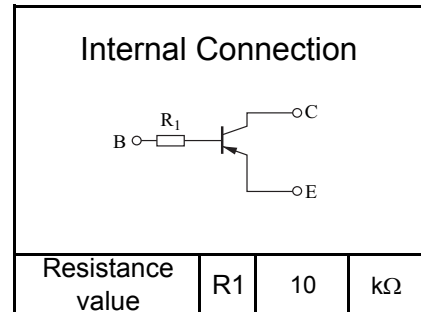 Internal Connection
C
R1
B
E
Resistance value R1 10 kΩ